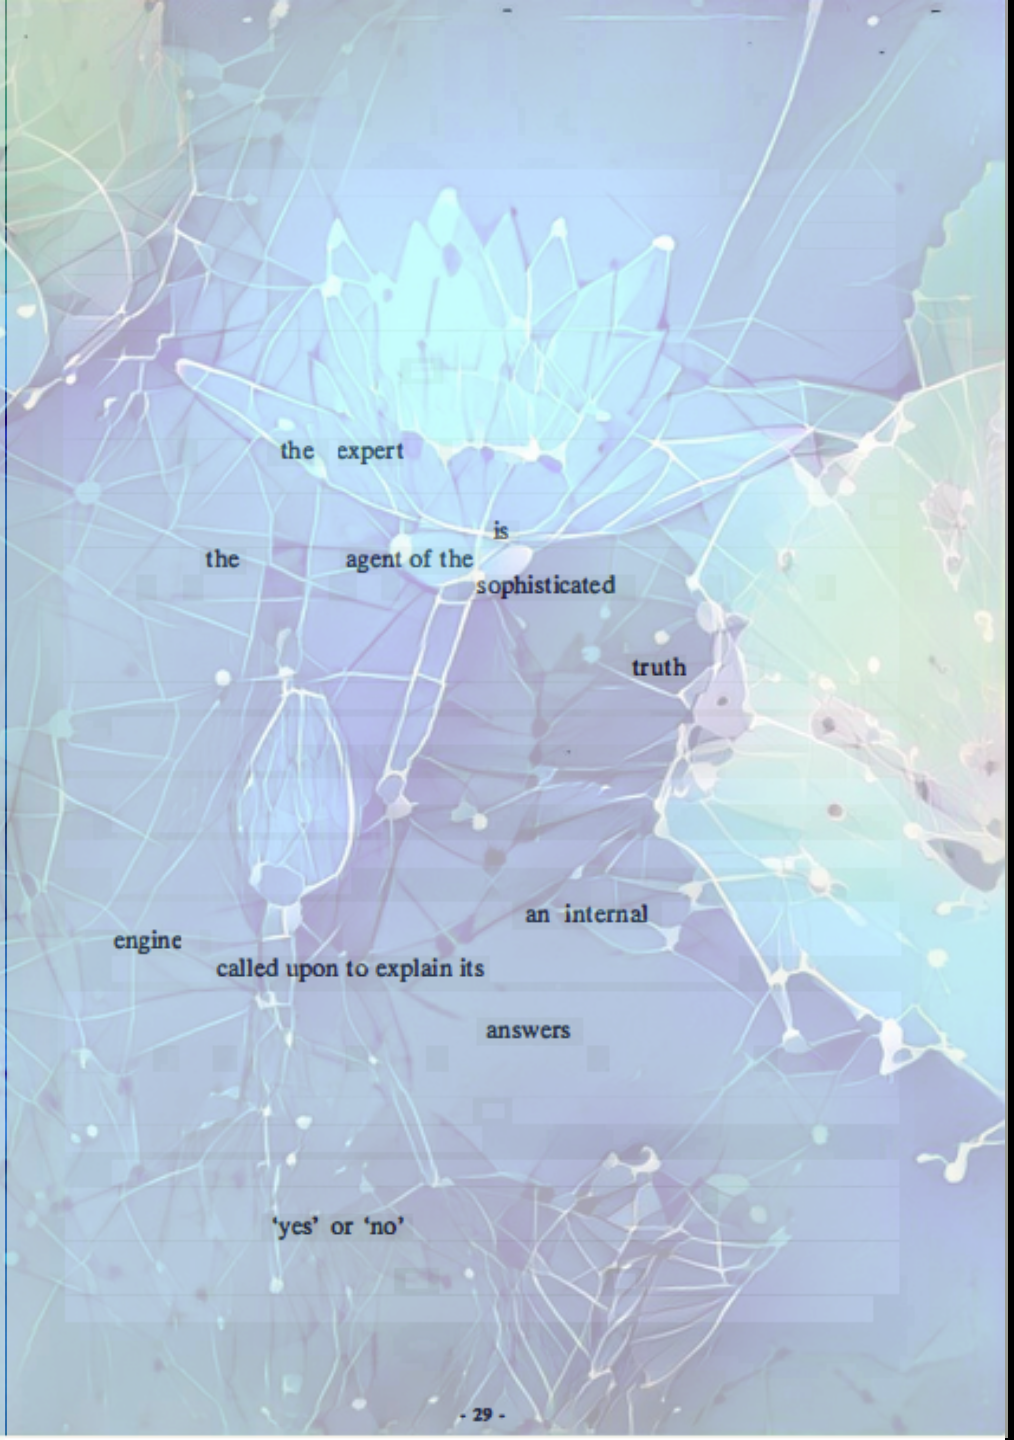 the expert
is
the agent of the
sophisticated
truth
an internal
engine
called upon to explain its
answers
‘yes’ or ‘no’
- 29 -